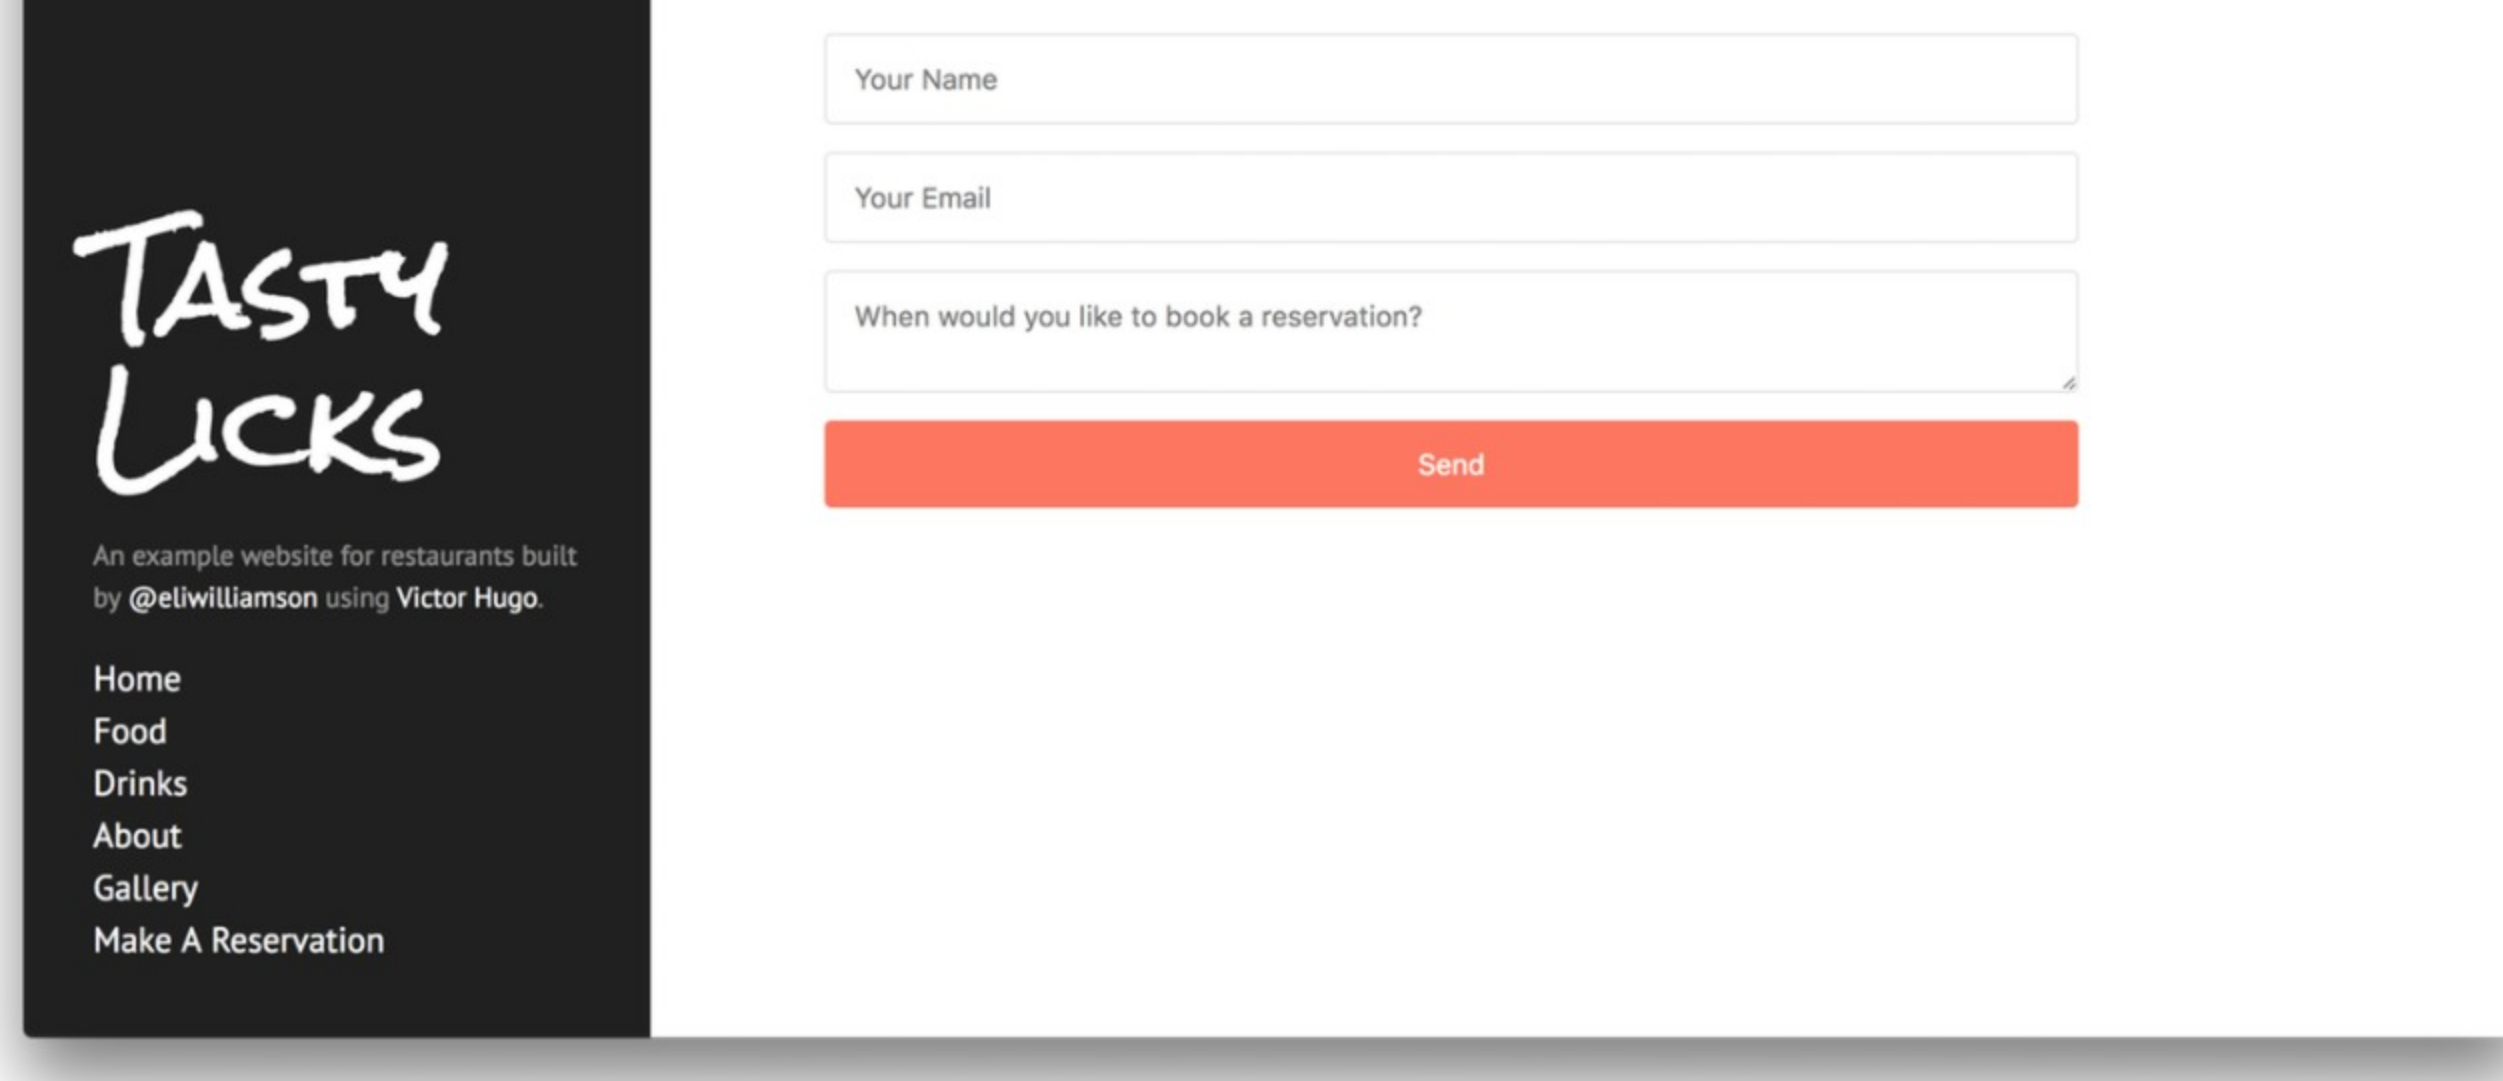 Tasty
Licks
An example website for restaurants built
by @eliwilliamson using Victor Hugo.
Home
Food
Drinks
About
Gallery
Make A Reservation
Your Name
Your Email
When would you like to book a reservation?
Send